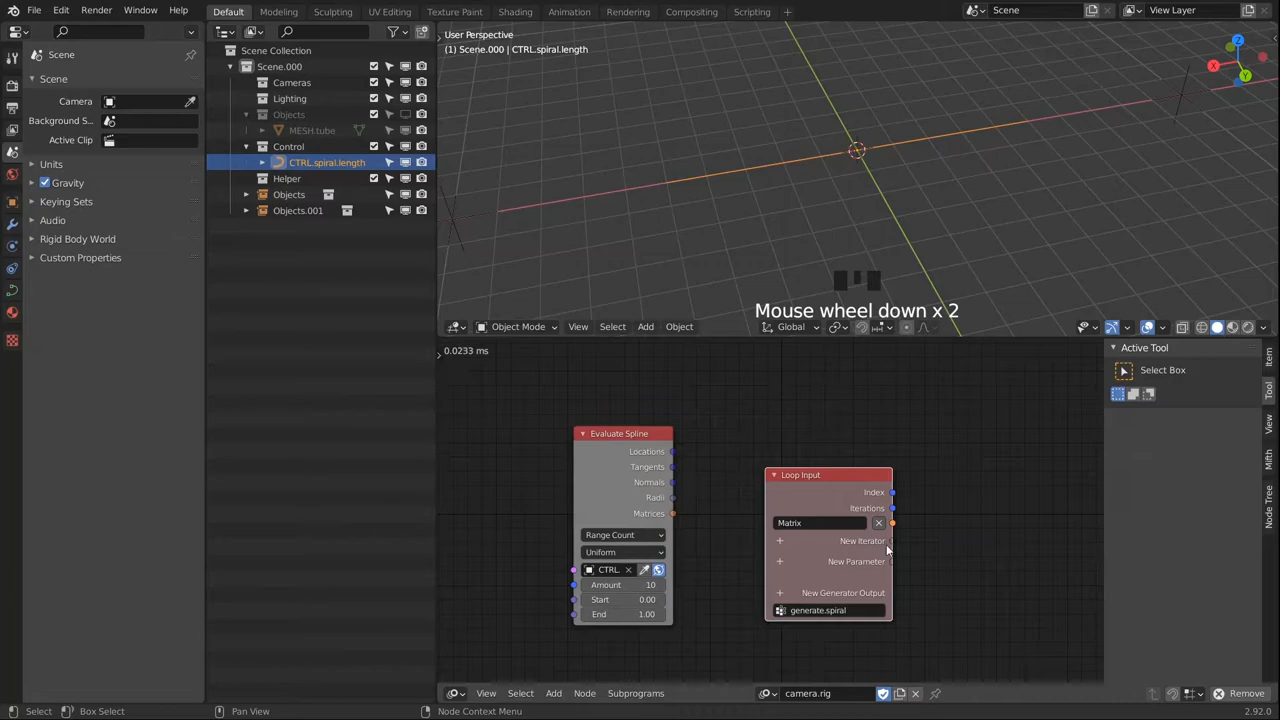 File Edit Render Window Help
Default Modeling Sculpting UV Editing Texture Paint Shading Animation Rendering Compositing Scripting +
Scene
View Layer
Scene
Scene
Camera
Background S...
Active Clip
Units
Gravity
Keying Sets
Audio
Rigid Body World
Custom Properties
Scene Collection
Scene.000
Cameras
Lighting
Objects
MESH.tube
Control
CTRL.spiral.length
Helper
Objects
Objects.001
User Perspective
(1) Scene.000 | CTRL.spiral.length
Z
X
Y
Mouse wheel down x 2
Object Mode View Select Add Object
Global
0.0233 ms
Evaluate Spline
Locations
Tangents
Normals
Radii
Matrices
Range Count
Uniform
CTRL.
Amount 10
Start 0.00
End 1.00
Loop Input
Index
Iterations
Matrix
New Iterator
New Parameter
New Generator Output
generate.spiral
Active Tool
Select Box
Item
Tool
View
Mith
Node Tree
View Select Add Node Subprograms
camera.rig
Remove
Select
Box Select
Pan View
Node Context Menu
2.92.0